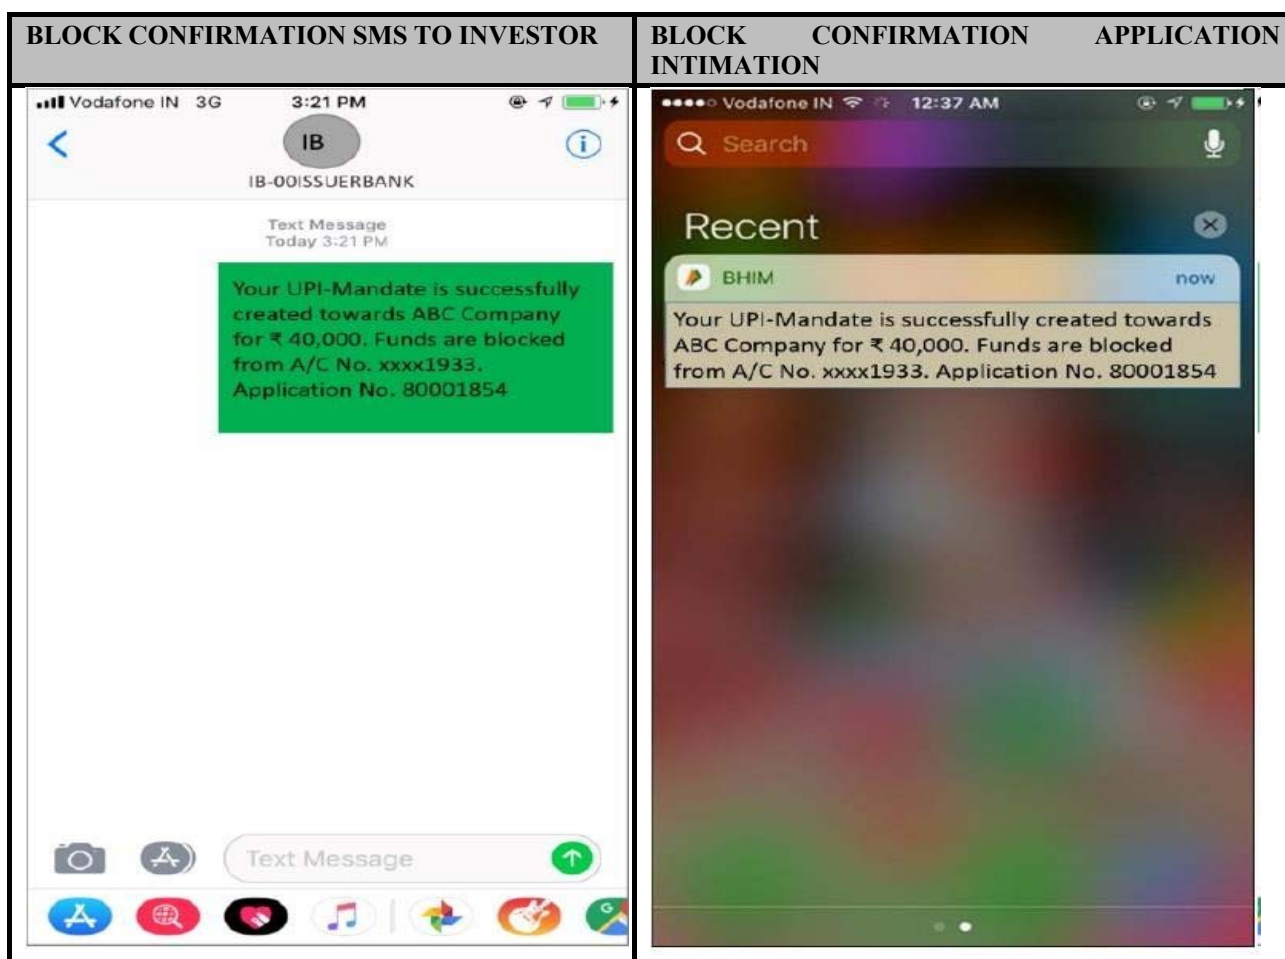 BLOCK CONFIRMATION SMS TO INVESTOR
BLOCK CONFIRMATION APPLICATION
INTIMATION
Vodafone IN 3G 3:21 PM
IB
IB-00ISSUERBANK
Text Message
Today 3:21 PM
Your UPI-Mandate is successfully
created towards ABC Company
for ₹ 40,000. Funds are blocked
from A/C No. xxxx1933.
Application No. 80001854
Text Message
Vodafone IN 12:37 AM
Search
Recent
BHIM now
Your UPI-Mandate is successfully created towards
ABC Company for ₹ 40,000. Funds are blocked
from A/C No. xxxx1933. Application No. 80001854